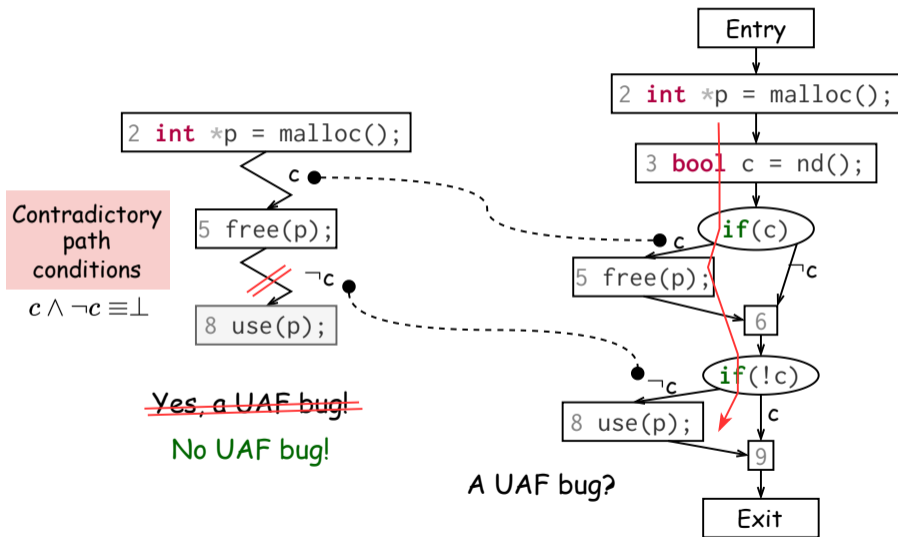 2 int *p = malloc();
c
5 free(p);
¬c
8 use(p);
Contradictory
path
conditions
c ∧ ¬c ≡⊥
Yes, a UAF bug!
No UAF bug!
Entry
2 int *p = malloc();
3 bool c = nd();
if(c)
c
¬c
5 free(p);
6
if(!c)
¬c
c
8 use(p);
9
A UAF bug?
Exit